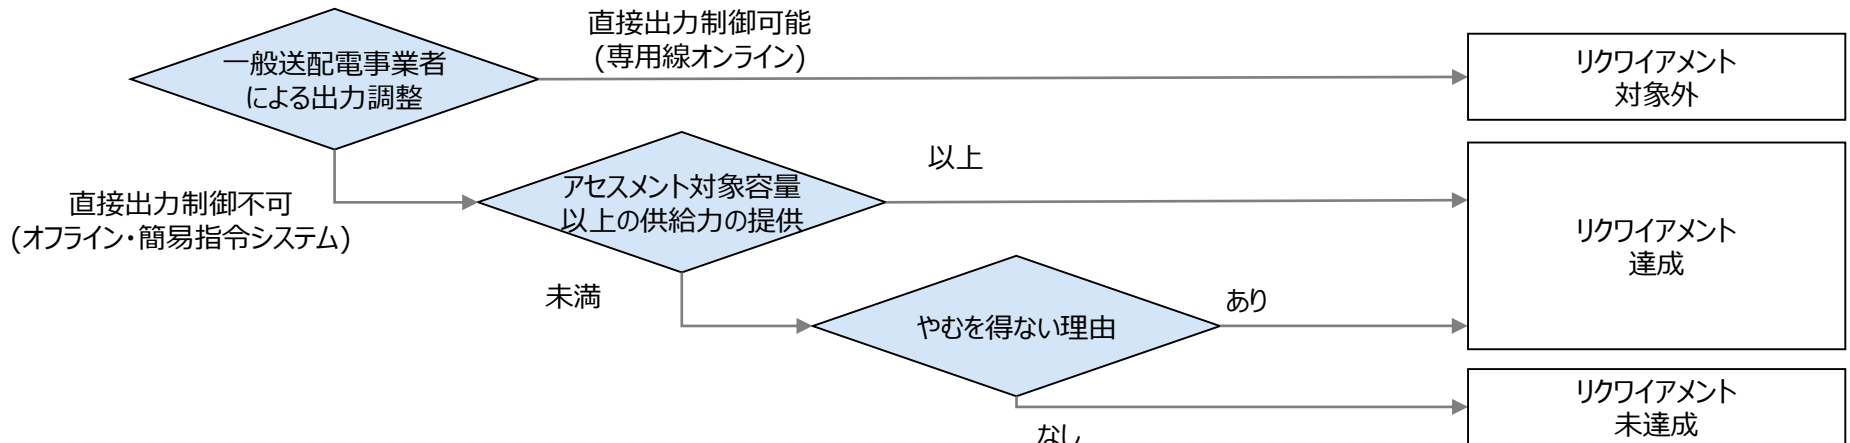 直接出力制御可能
(専用線オンライン)
一般送配電事業者
による出力調整
リクワイアメント
対象外
以上
アセスメント対象容量
以上の供給力の提供
直接出力制御不可
(オフライン・簡易指令システム)
リクワイアメント
達成
未満
あり
やむを得ない理由
リクワイアメント
未達成
なし